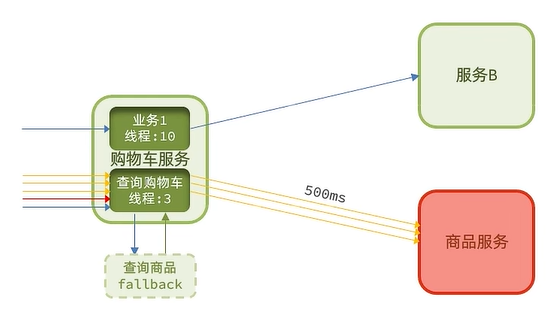 服务B
业务1
线程:10
购物车服务
查询购物车
线程:3
500ms
商品服务
查询商品
fallback